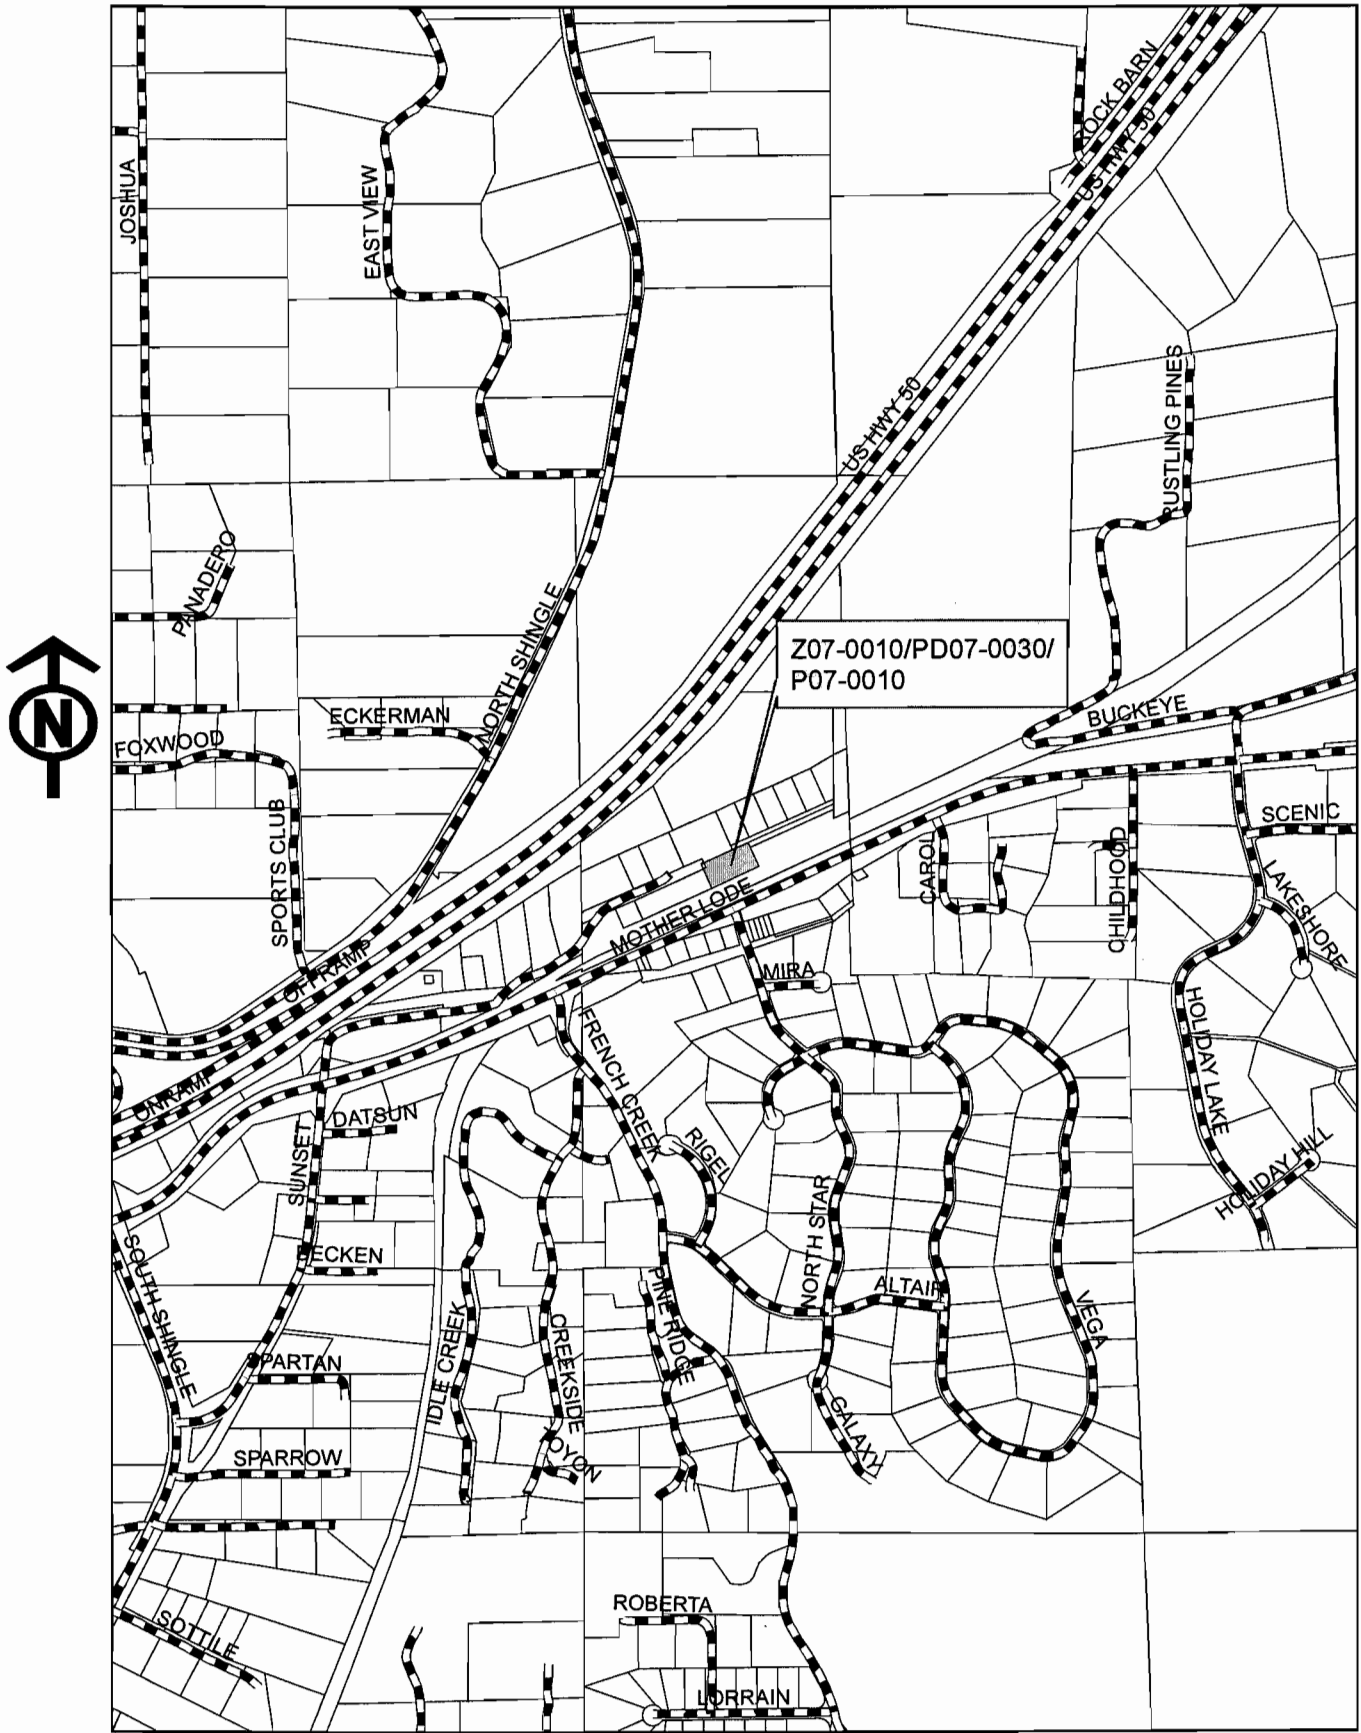 ROCK BARN
US HWY 50
JOSHUA
EAST VIEW
US HWY 50
RUSTLING PINES
PANADERO
NORTH SHINGLE
Z07-0010/PD07-0030/
P07-0010
N
ECKERMAN
BUCKEYE
FOXWOOD
SPORTS CLUB
SCENIC
CAROL
CHILDHOOD
LAKESHORE
MOTHER LODE
OFFRAMP
MIRA
FRENCH CREEK
HOLIDAY LAKE
ONRAMP
DATSUN
SUNSET
RIGEL
HOLIDAY HILL
NORTH STAR
SOUTH SHINGLE
BECKEN
PINE RIDGE
ALTAIR
VEGA
IDLE CREEK
CREEKSIDE
SPARTAN
GALAXY
TOYON
SPARROW
ROBERTA
SOTTILE
LORRAIN